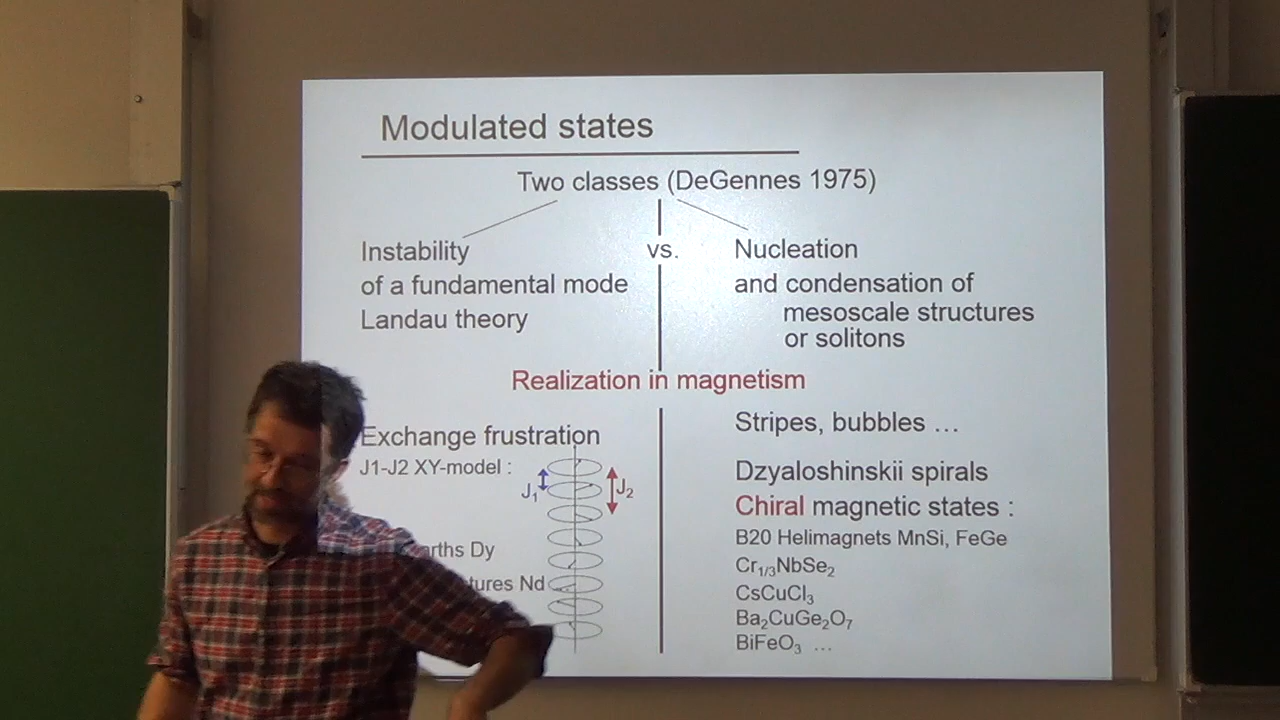 Modulated states
Two classes (DeGennes 1975)
Instability
of a fundamental mode
Landau theory
vs.
Nucleation
and condensation of
mesoscale structures
or solitons
Realization in magnetism
Exchange frustration
J1-J2 XY-model :
J₁
J₂
Dy
Nd
Stripes, bubbles …
Dzyaloshinskii spirals
Chiral magnetic states :
B20 Helimagnets MnSi, FeGe
Cr₁/₃NbSe₂
CsCuCl₃
Ba₂CuGe₂O₇
BiFeO₃ …